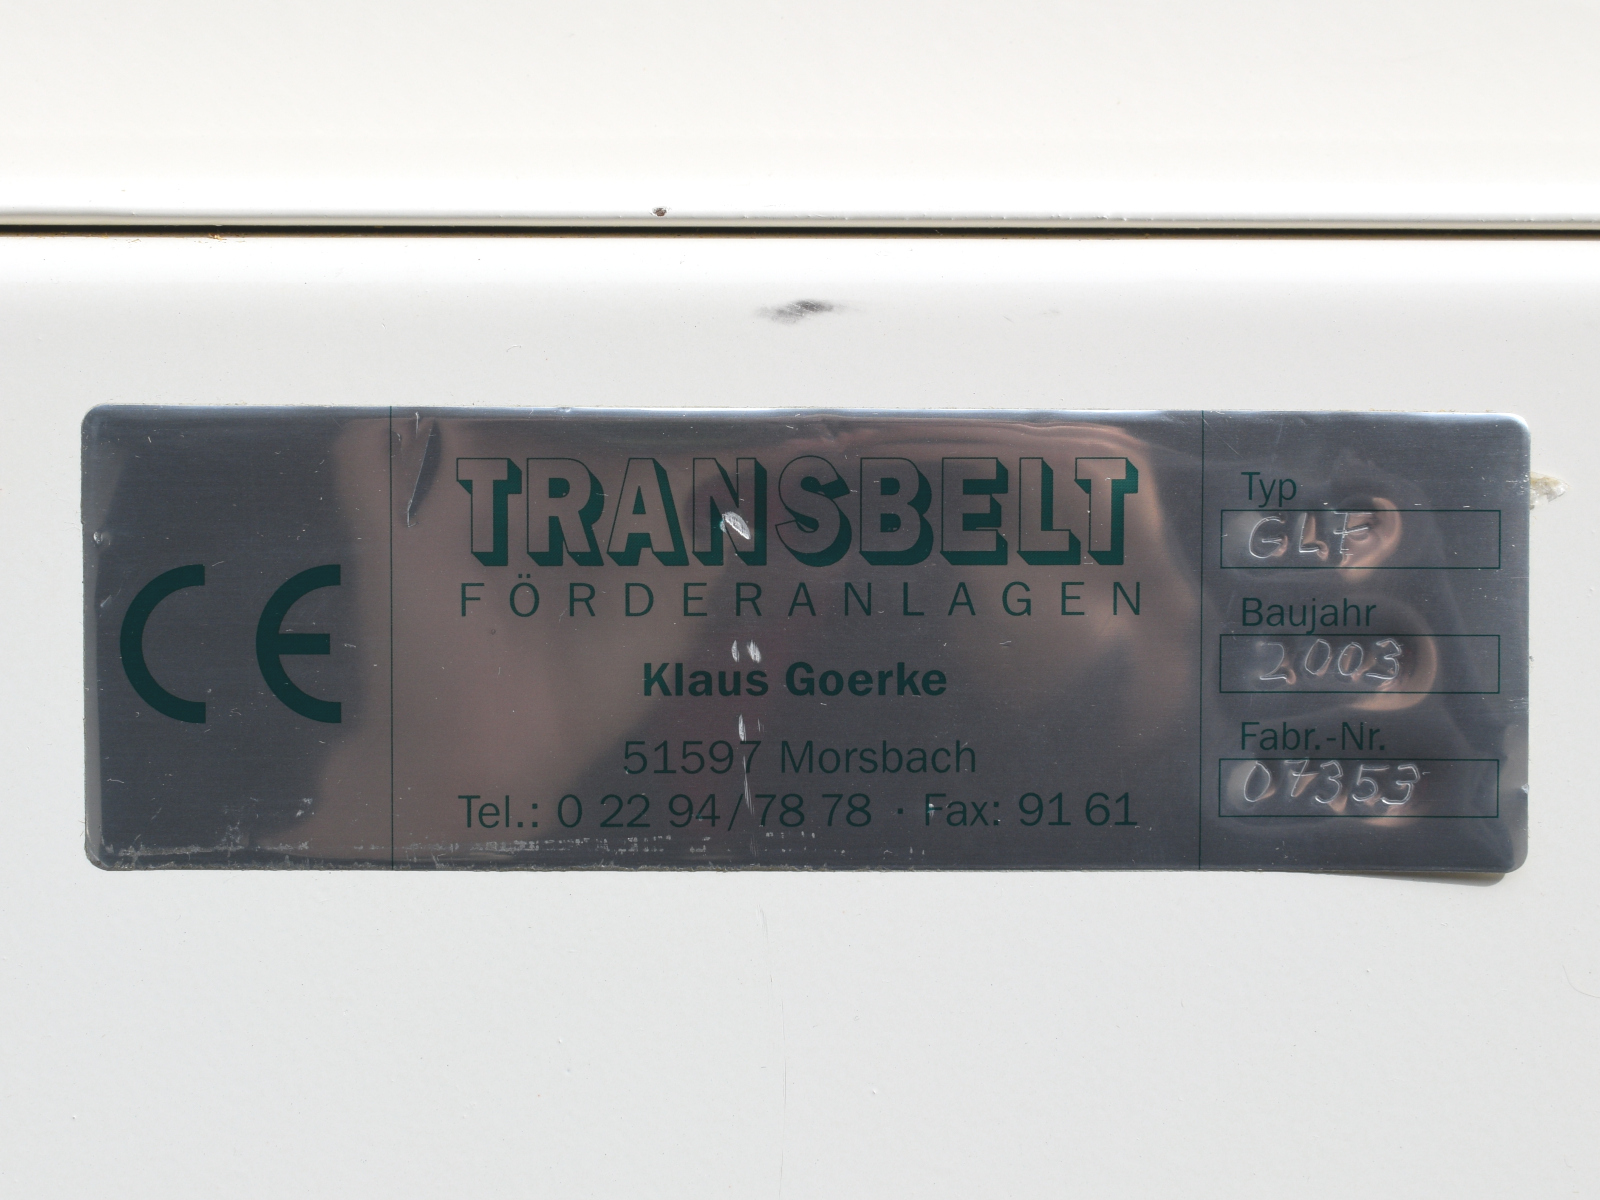 CE
TRANSBELT
FÖRDERANLAGEN
Klaus Goerke
51597 Morsbach
Tel.: 0 22 94/78 78 · Fax: 91 61
Typ
GLF
Baujahr
2003
Fabr.-Nr.
07353